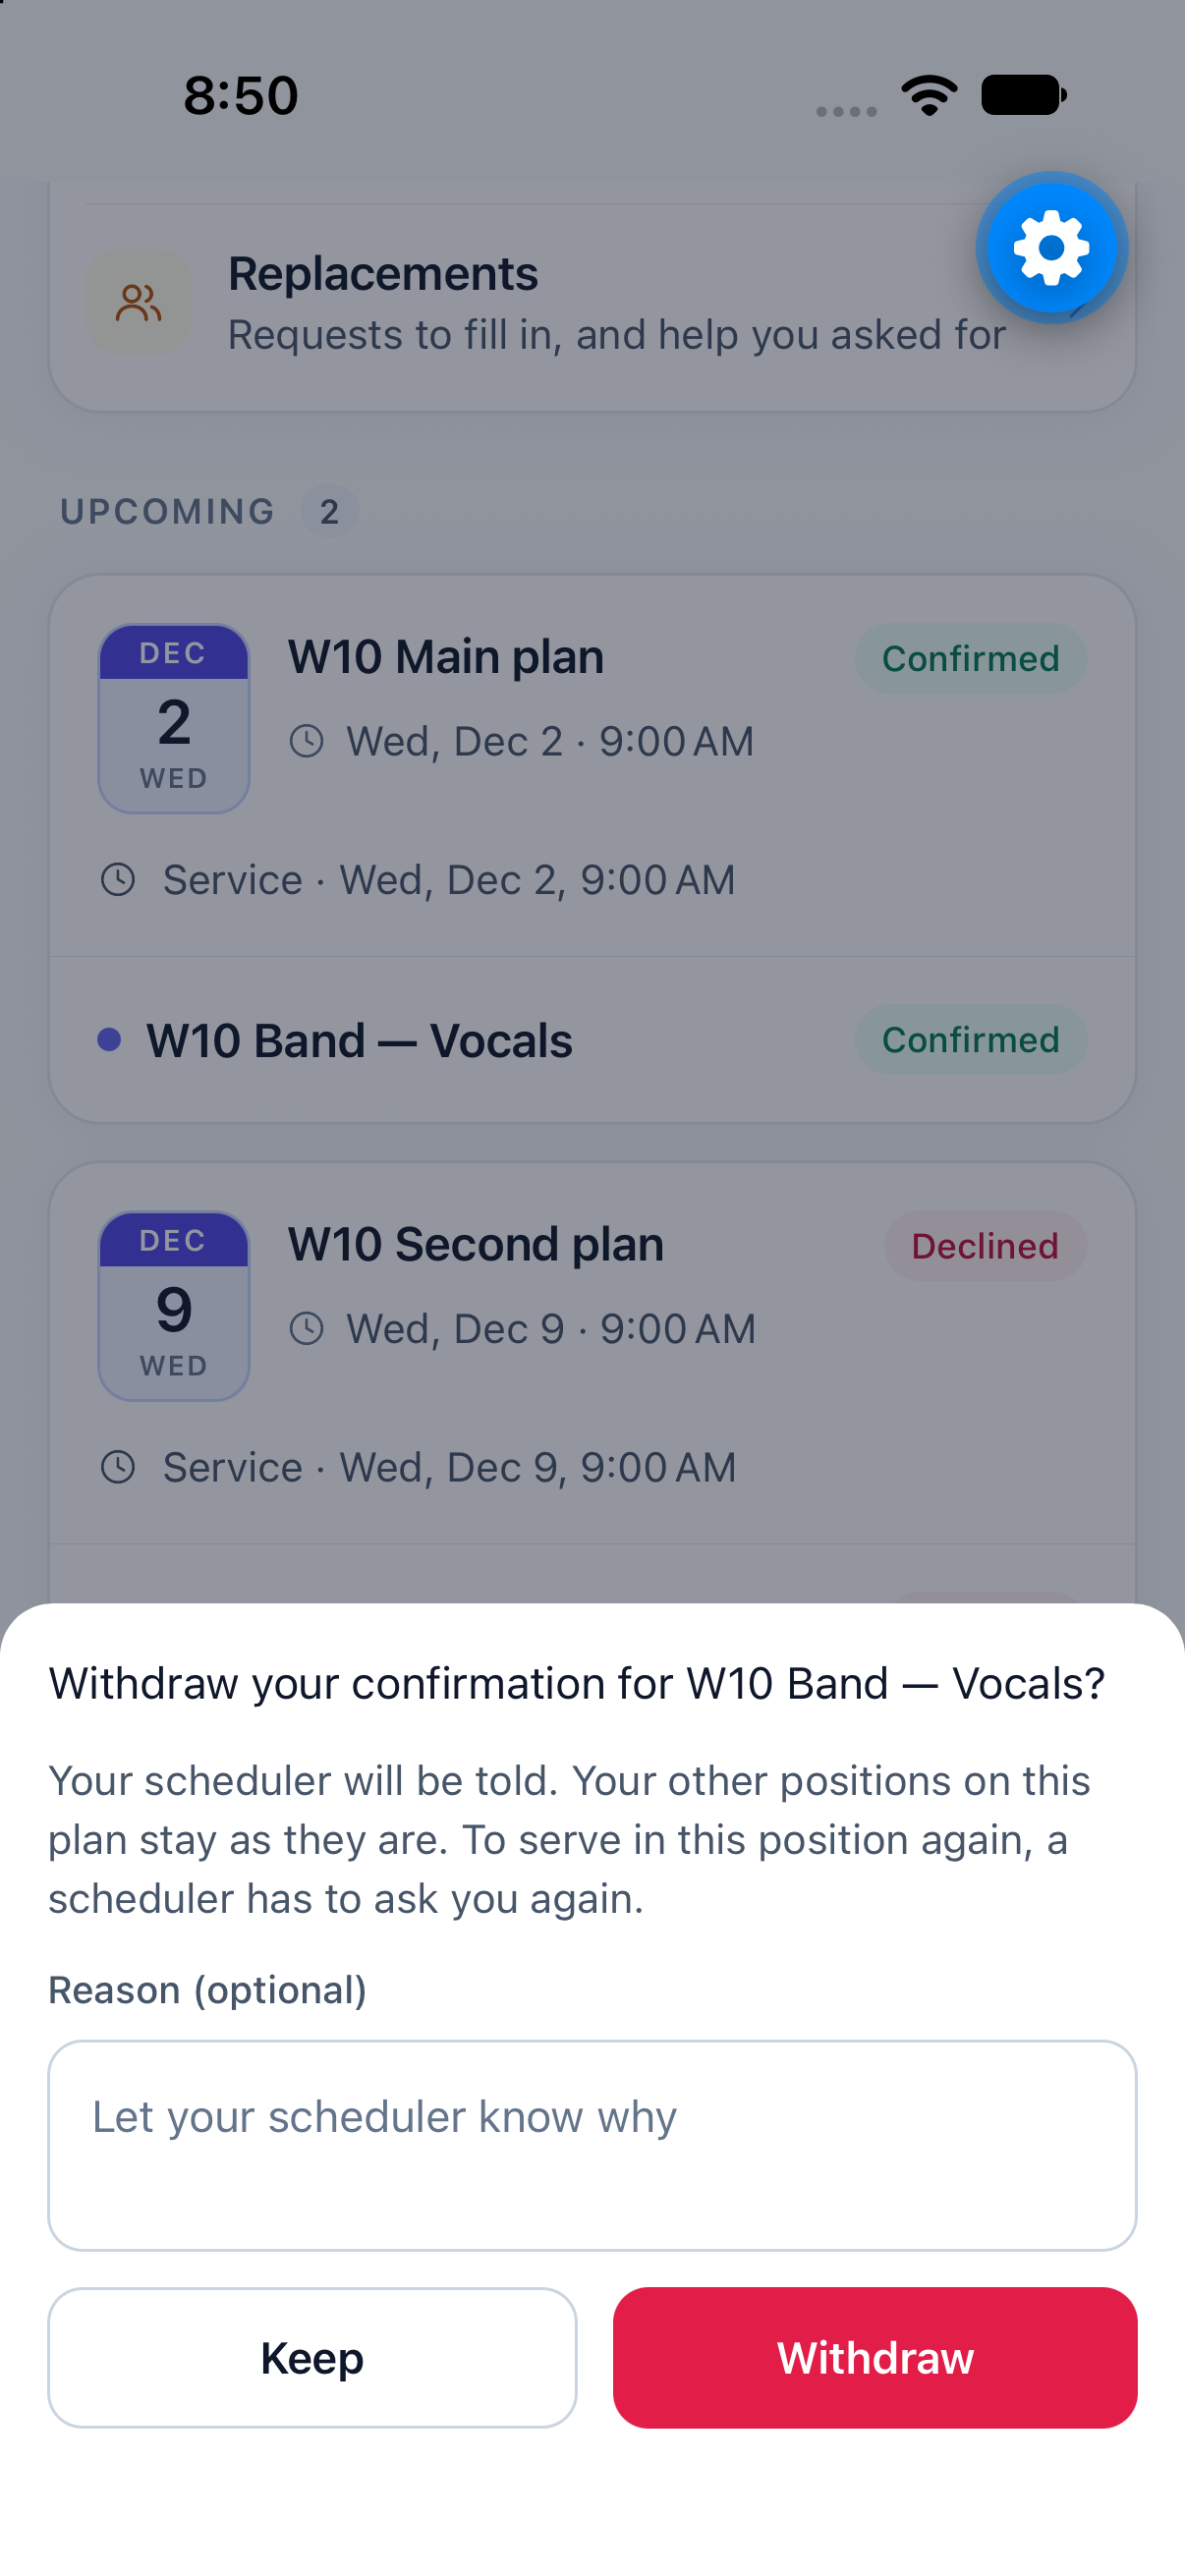 8:50
Replacements
Requests to fill in, and help you asked for
UPCOMING 2
DEC
2
WED
W10 Main plan
Confirmed
Wed, Dec 2 · 9:00 AM
Service · Wed, Dec 2, 9:00 AM
W10 Band — Vocals
Confirmed
DEC
9
WED
W10 Second plan
Declined
Wed, Dec 9 · 9:00 AM
Service · Wed, Dec 9, 9:00 AM
Withdraw your confirmation for W10 Band — Vocals?
Your scheduler will be told. Your other positions on this
plan stay as they are. To serve in this position again, a
scheduler has to ask you again.
Reason (optional)
Let your scheduler know why
Keep
Withdraw